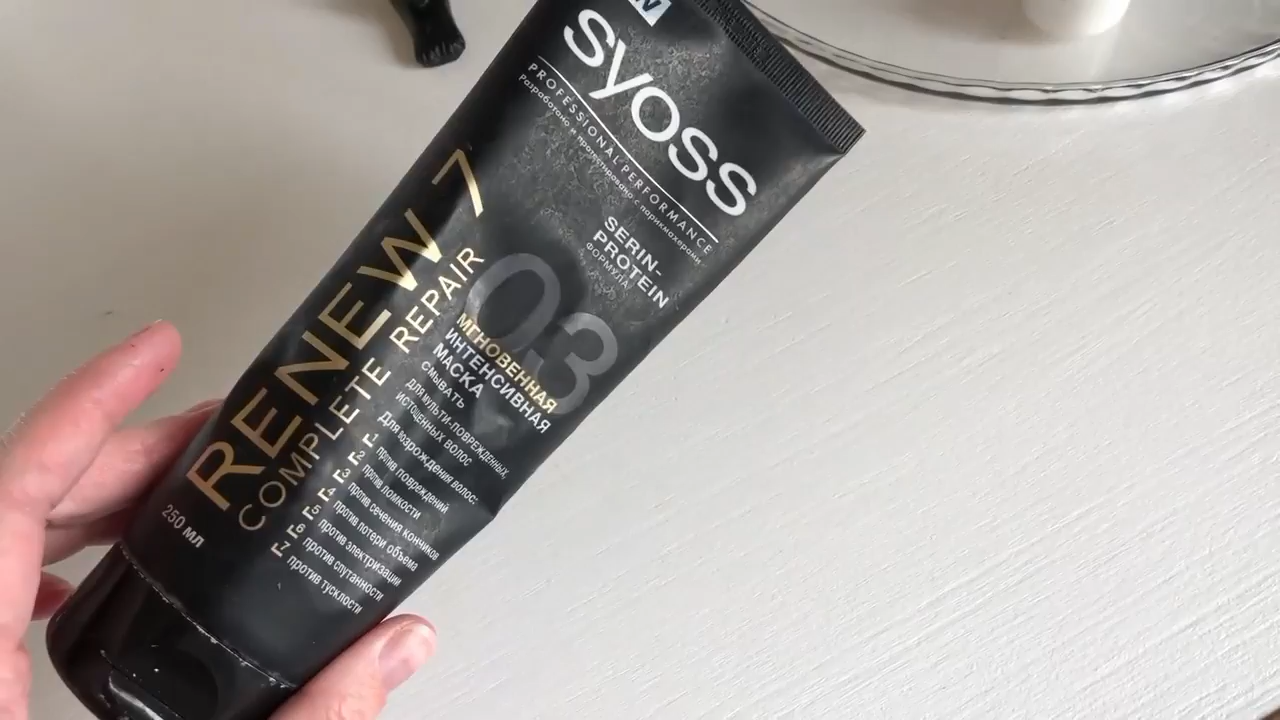 syoss
PROFESSIONAL PERFORMANCE
Разработано и протестировано с парикмахерами
SERIN-
PROTEIN
ФОРМУЛА
RENEW 7
COMPLETE REPAIR
03
МГНОВЕННАЯ
ИНТЕНСИВНАЯ
МАСКА
СМЫВАТЬ
ДЛЯ МУЛЬТИ-ПОВРЕЖДЕННЫХ,
ИСТОЩЕННЫХ ВОЛОС
Для возрождения волос:
1 против повреждений
2 против ломкости
3 против сечения кончиков
4 против потери объема
5 против электризации
6 против спутанности
7 против тусклости
250 мл